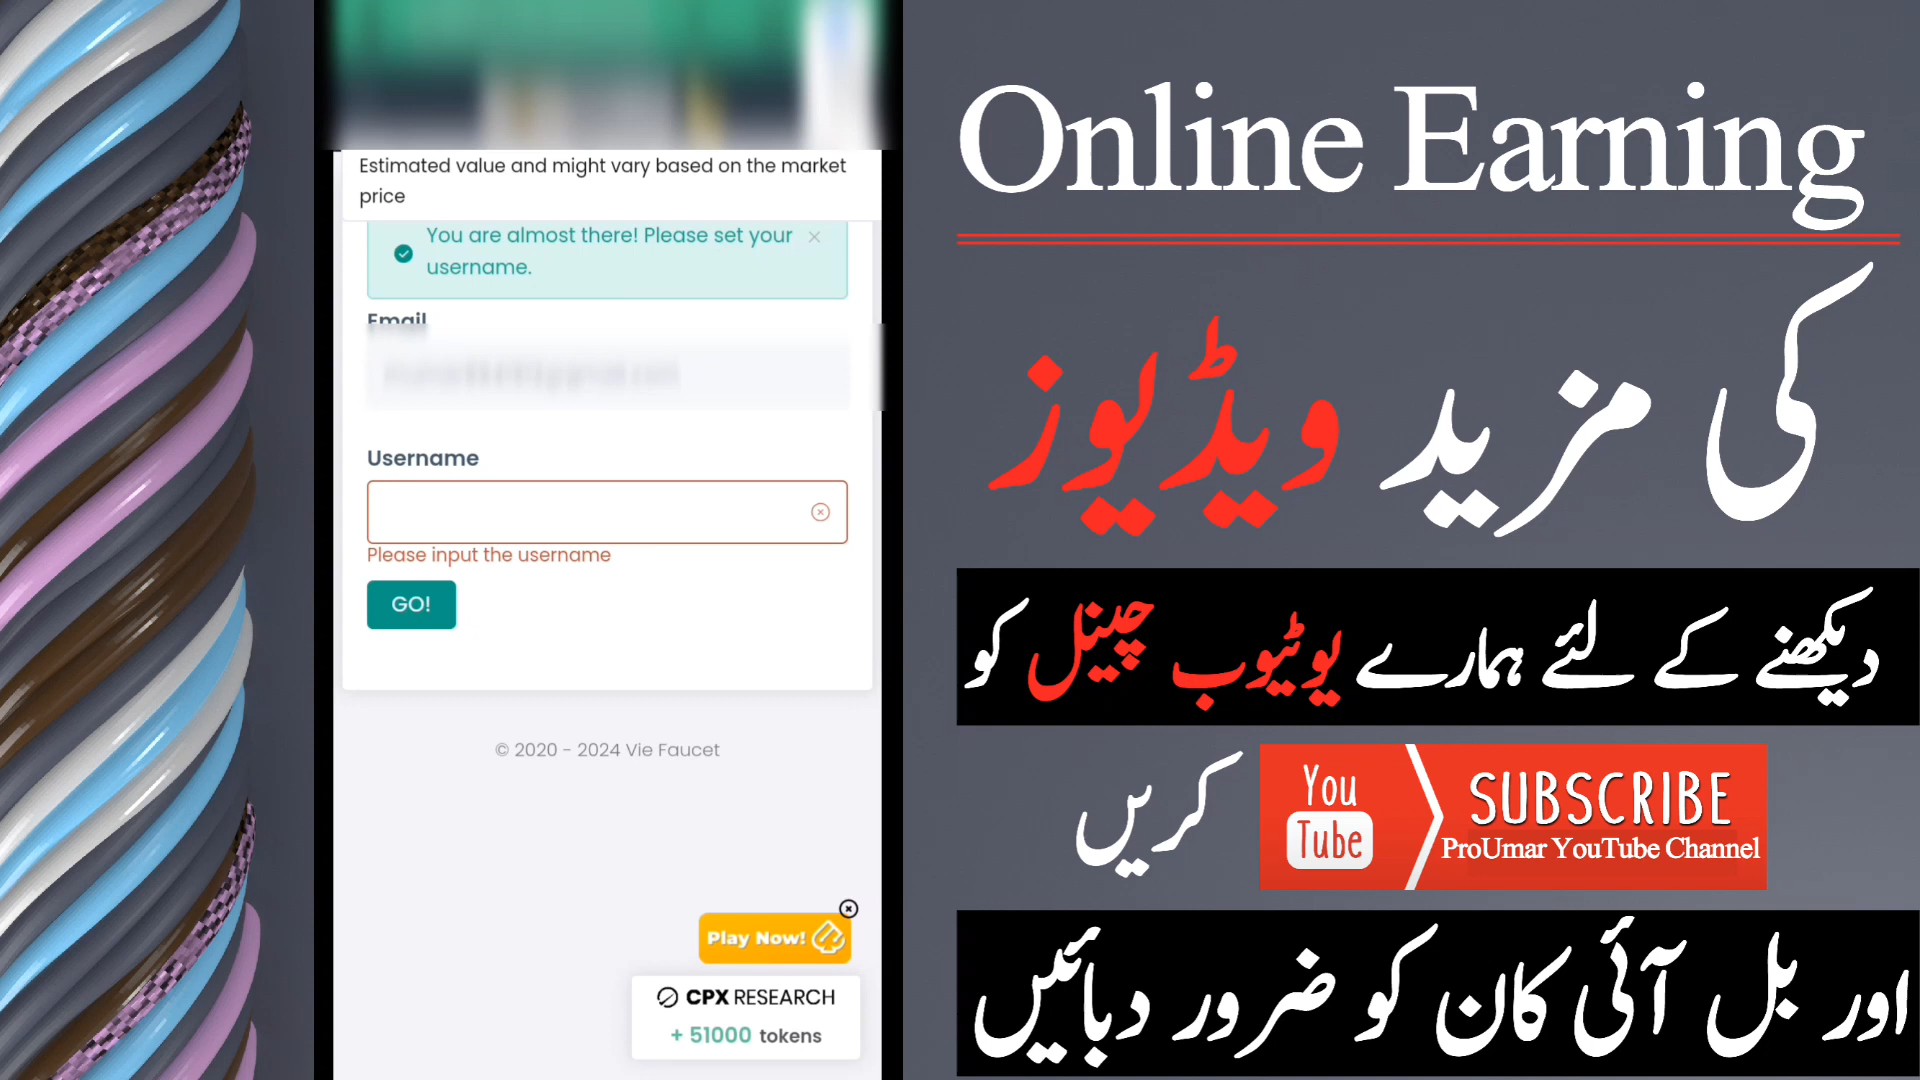 Estimated value and might vary based on the market
price
You are almost there! Please set your
username.
Email
Username
Please input the username
GO!
© 2020 - 2024 Vie Faucet
Play Now!
CPX RESEARCH
+ 51000 tokens
Online Earning
کی مزید ویڈیوز
دیکھنے کے لئے ہمارے یوٹیوب چینل کو
You
Tube
SUBSCRIBE
ProUmar YouTube Channel
کریں
اور بل آئی کان کو ضرور دبائیں